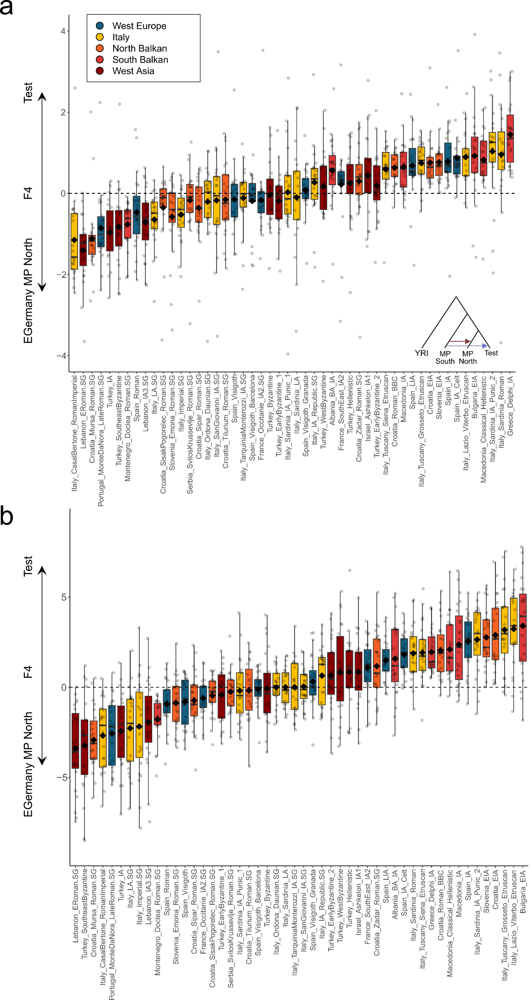 a
West Europe
Italy
North Balkan
South Balkan
West Asia
Test
F4
EGermany MP North
4
2
0
−2
−4
YRI
MP South
MP North
Test
Italy_CasalBertone_RomanImperial
Lebanon_ERoman.SG
Croatia_Mursa_Roman.SG
Portugal_MonteDaNora_LateRoman.SG
Turkey_IA
Turkey_SoutheastByzantine
Montenegro_Doclea_Roman.SG
Spain_Roman
Lebanon_IA3.SG
Italy_LA.SG
Croatia_SisakPogorelec_Roman.SG
Slovenia_Emona_Roman.SG
Italy_Imperial.SG
Serbia_SvilosKrussevlje_Roman.SG
Croatia_Sipar_Roman.SG
Italy_Ordona_Daunian.SG
Italy_SanGiovanni_IA.SG
Croatia_Tilurium_Roman.SG
Spain_Visigoth
Italy_TarquiniaMonterozzi_IA.SG
Spain_Visigoth_Barcelona
France_Occitanie_IA2.SG
Turkey_Byzantine
Turkey_EarlyByzantine_1
Italy_Sardinia_IA_Punic_1
Italy_Sardinia_LA
Spain_Visigoth_Granada
Italy_IA_Republic.SG
Turkey_WestByzantine
Albania_BA_IA
France_SouthEast_IA2
Turkey_Hellenistic
Croatia_Zadar_Roman.SG
Israel_Ashkelon_IA1
Turkey_EarlyByzantine_2
Italy_Tuscany_Siena_Etruscan
Croatia_Roman_BBC
Macedonia_IA
Spain_LIA
Italy_Tuscany_Grosseto_Etruscan
Croatia_EIA
Slovenia_EIA
Spain_IA
Spain_IA_Celt
Italy_Lazio_Viterbo_Etruscan
Bulgaria_EIA
Macedonia_Classical_Hellenistic
Italy_Sardinia_IA_Punic_2
Italy_Sardinia_Roman
Greece_Delphi_IA
b
Test
F4
EGermany MP North
5
0
−5
Lebanon_ERoman.SG
Turkey_SoutheastByzantine
Croatia_Mursa_Roman.SG
Italy_CasalBertone_RomanImperial
Portugal_MonteDaNora_LateRoman.SG
Turkey_IA
Italy_LA.SG
Italy_Imperial.SG
Lebanon_IA3.SG
Montenegro_Doclea_Roman.SG
Spain_Roman
Slovenia_Emona_Roman.SG
Spain_Visigoth
Croatia_Sipar_Roman.SG
France_Occitanie_IA2.SG
Croatia_SisakPogorelec_Roman.SG
Turkey_EarlyByzantine_1
Serbia_SvilosKrussevlje_Roman.SG
Italy_Sardinia_IA_Punic_1
Croatia_Tilurium_Roman.SG
Spain_Visigoth_Barcelona
Turkey_Byzantine
Italy_Ordona_Daunian.SG
Italy_Sardinia_LA
Italy_TarquiniaMonterozzi_IA.SG
Italy_SanGiovanni_IA.SG
Spain_Visigoth_Granada
Italy_IA_Republic.SG
Turkey_EarlyByzantine_2
Turkey_WestByzantine
Turkey_Hellenistic
Israel_Ashkelon_IA1
France_SouthEast_IA2
Croatia_Zadar_Roman.SG
Spain_LIA
Albania_BA_IA
Spain_IA_Celt
Italy_Sardinia_Roman
Italy_Tuscany_Siena_Etruscan
Greece_Delphi_IA
Croatia_Roman_BBC
Macedonia_Classical_Hellenistic
Macedonia_IA
Spain_IA
Italy_Sardinia_IA_Punic_2
Slovenia_EIA
Croatia_EIA
Italy_Tuscany_Grosseto_Etruscan
Italy_Lazio_Viterbo_Etruscan
Bulgaria_EIA